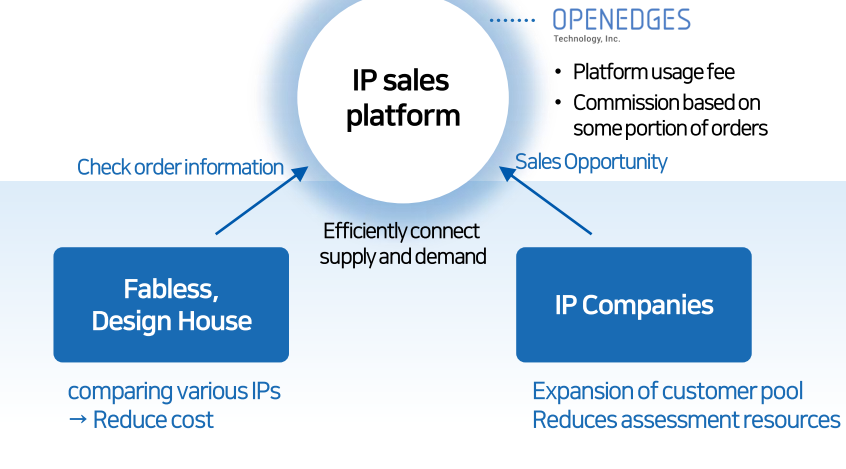 OPENEDGES
Technology, Inc.
IP sales
platform
• Platform usage fee
• Commission based on
some portion of orders
Check order information
Sales Opportunity
Efficiently connect
supply and demand
Fabless,
Design House
IP Companies
comparing various IPs
→ Reduce cost
Expansion of customer pool
Reduces assessment resources